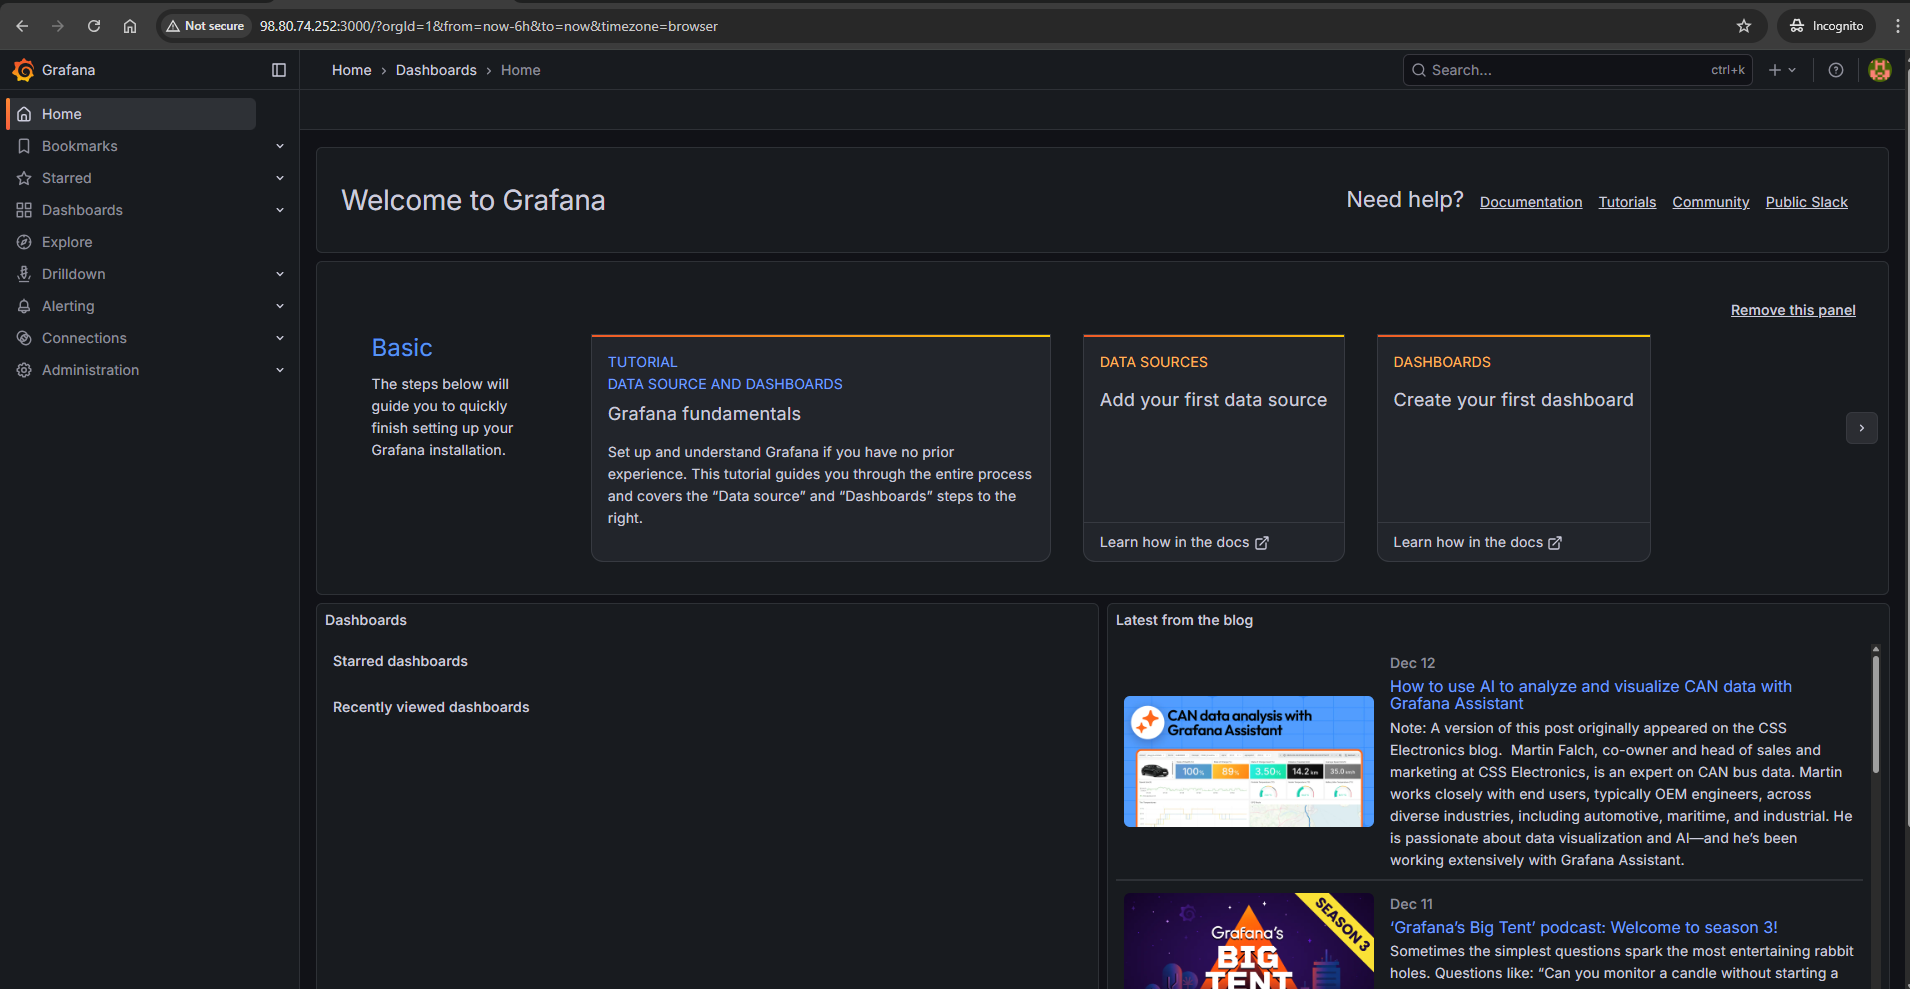 Not secure
98.80.74.252:3000/?orgId=1&from=now-6h&to=now&timezone=browser
Incognito
Grafana
Home › Dashboards › Home
Search...
ctrl+k
Home
Bookmarks
Starred
Dashboards
Explore
Drilldown
Alerting
Connections
Administration
Welcome to Grafana
Need help?
Documentation
Tutorials
Community
Public Slack
Remove this panel
Basic
The steps below will
guide you to quickly
finish setting up your
Grafana installation.
TUTORIAL
DATA SOURCE AND DASHBOARDS
Grafana fundamentals
Set up and understand Grafana if you have no prior
experience. This tutorial guides you through the entire process
and covers the “Data source” and “Dashboards” steps to the
right.
DATA SOURCES
Add your first data source
Learn how in the docs
DASHBOARDS
Create your first dashboard
Learn how in the docs
Dashboards
Starred dashboards
Recently viewed dashboards
Latest from the blog
CAN data analysis with
Grafana Assistant
100%
89%
3.50%
14.2 km
Dec 12
How to use AI to analyze and visualize CAN data with
Grafana Assistant
Note: A version of this post originally appeared on the CSS
Electronics blog. Martin Falch, co-owner and head of sales and
marketing at CSS Electronics, is an expert on CAN bus data. Martin
works closely with end users, typically OEM engineers, across
diverse industries, including automotive, maritime, and industrial. He
is passionate about data visualization and AI—and he’s been
working extensively with Grafana Assistant.
SEASON 3
Grafana’s
BIG
TENT
Dec 11
‘Grafana’s Big Tent’ podcast: Welcome to season 3!
Sometimes the simplest questions spark the most entertaining rabbit
holes. Questions like: “Can you monitor a candle without starting a